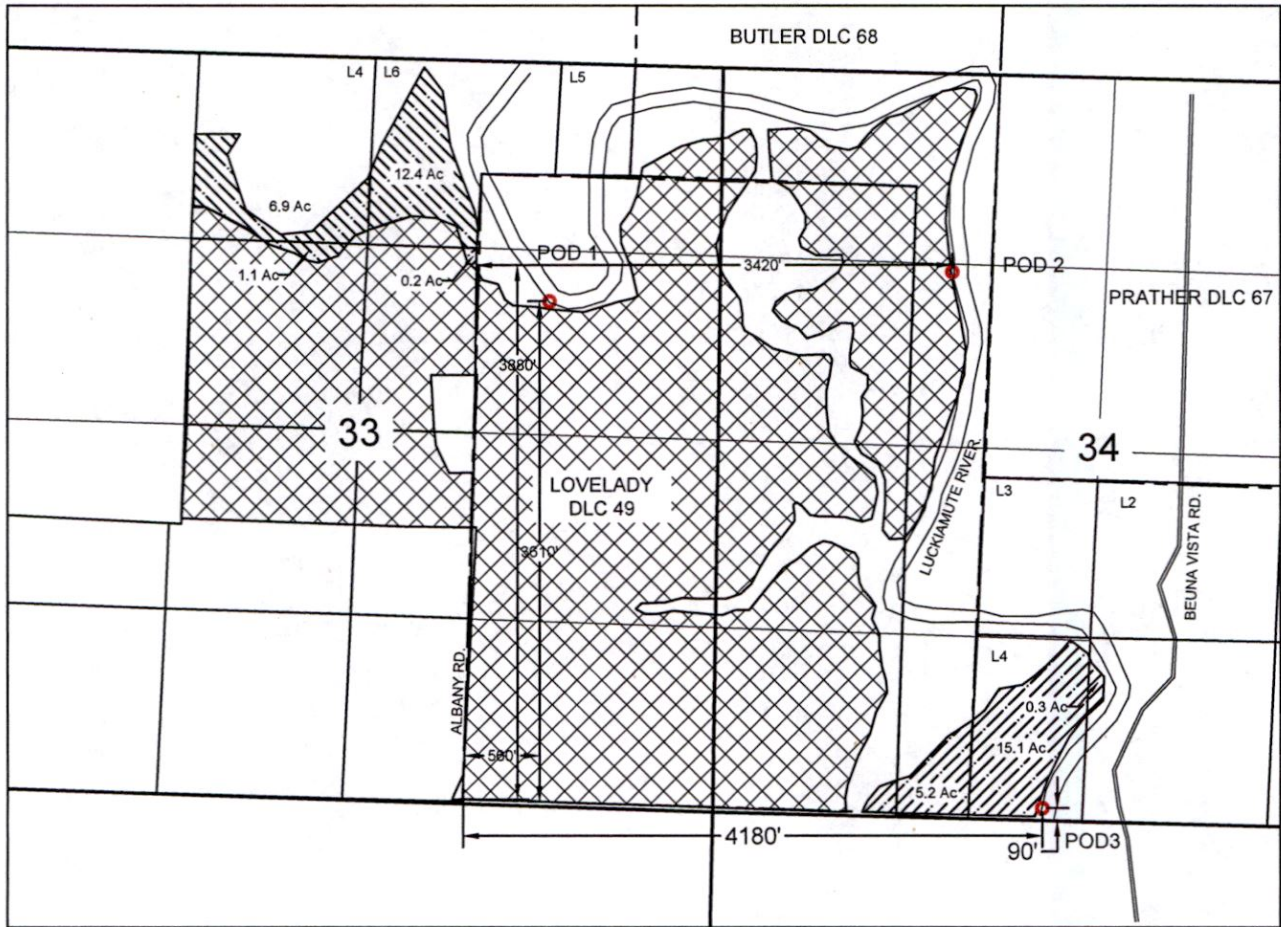 BUTLER DLC 68
L4
L6
L5
12.4 Ac
6.9 Ac
1.1 Ac
0.2 Ac
POD 1
3420'
POD 2
PRATHER DLC 67
3880'
33
34
LOVELADY
DLC 49
3610'
LUCKIAMUTE RIVER
L3
L2
BEUNA VISTA RD.
ALBANY RD.
L4
0.3 Ac
15.1 Ac
5.2 Ac
560'
4180'
90'
POD3